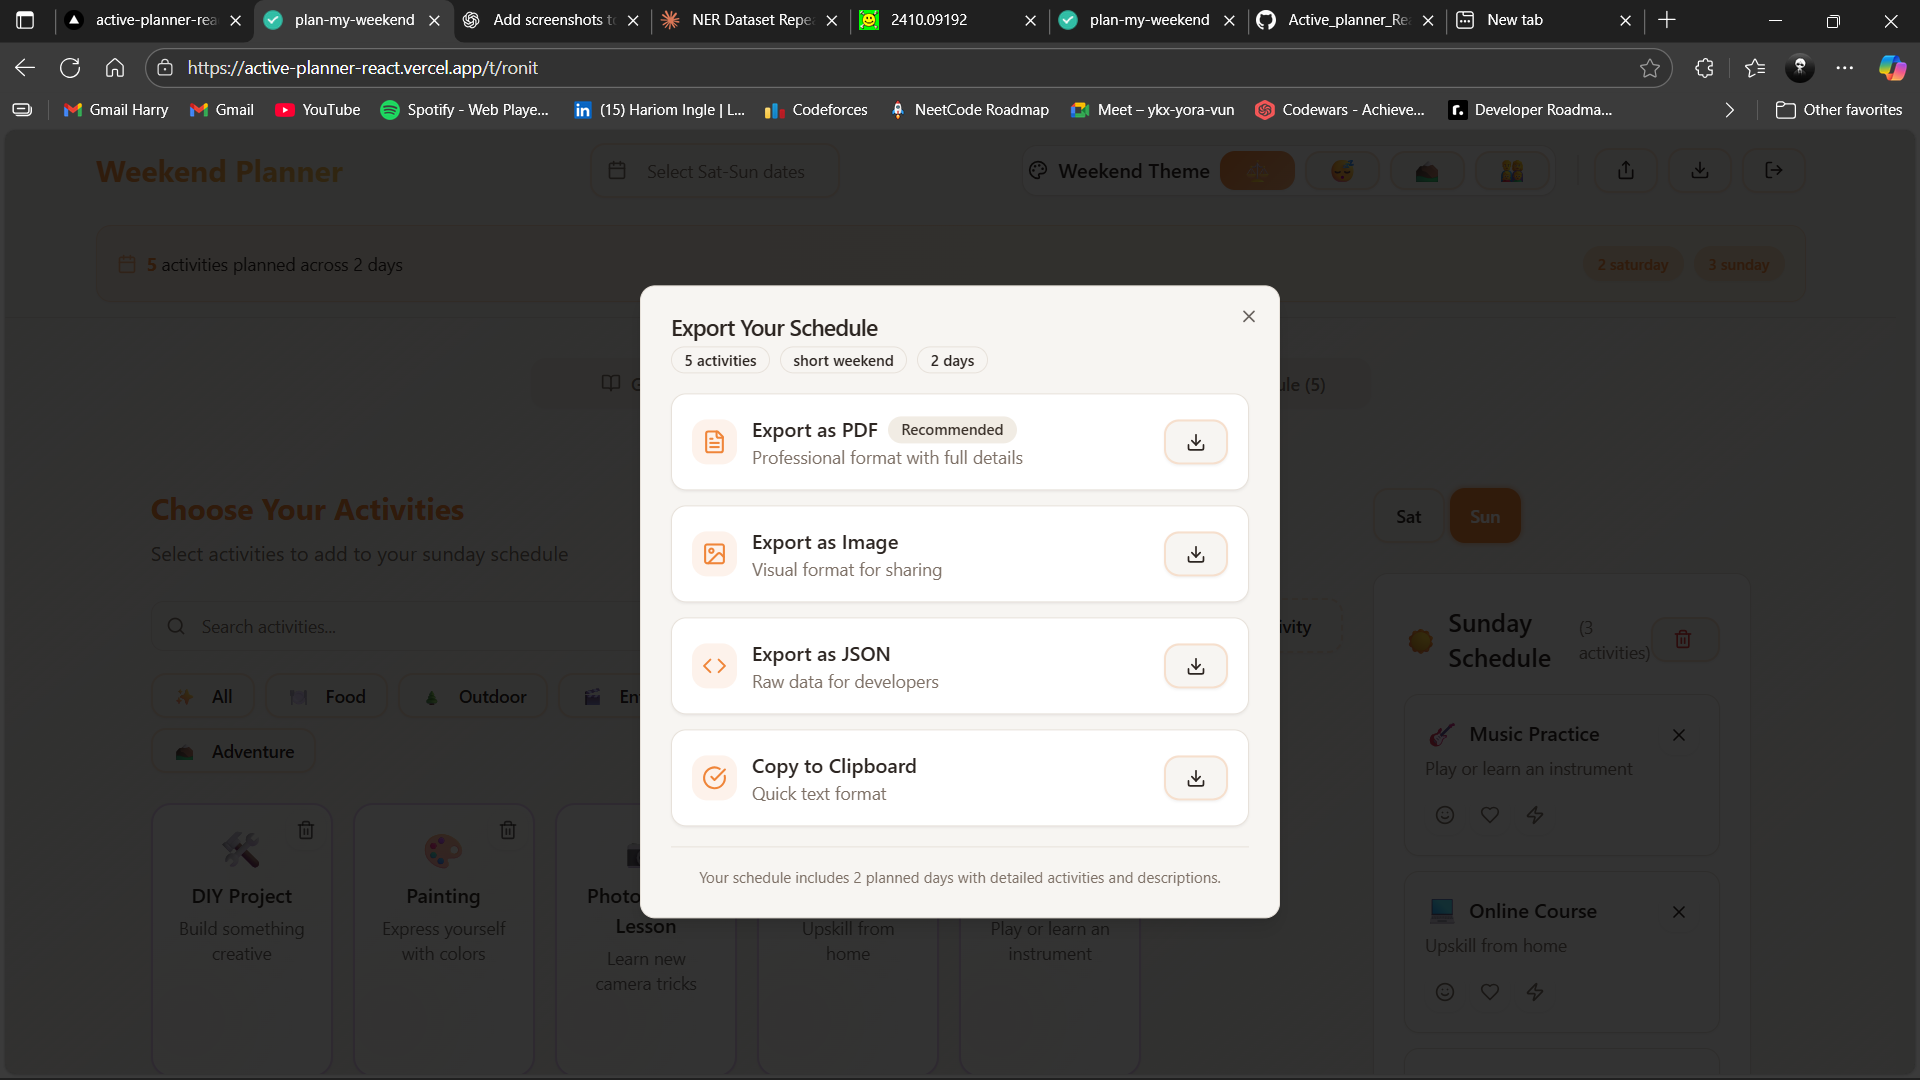 active-planner-rea
plan-my-weekend
Add screenshots to
NER Dataset Repe
2410.09192
plan-my-weekend
Active_planner_Re
New tab
https://active-planner-react.vercel.app/t/ronit
Gmail Harry
Gmail
YouTube
Spotify - Web Playe...
(15) Hariom Ingle | L...
Codeforces
NeetCode Roadmap
Meet – ykx-yora-vun
Codewars - Achieve...
Developer Roadma...
Other favorites
Weekend Planner
Select Sat-Sun dates
Weekend Theme
5 activities planned across 2 days
2 saturday
3 sunday
Export Your Schedule
5 activities
short weekend
2 days
Export as PDF
Recommended
Professional format with full details
Export as Image
Visual format for sharing
Export as JSON
Raw data for developers
Copy to Clipboard
Quick text format
Your schedule includes 2 planned days with detailed activities and descriptions.
ule (5)
Choose Your Activities
Select activities to add to your sunday schedule
Search activities...
ivity
All
Food
Outdoor
En
Adventure
DIY Project
Build something
creative
Painting
Express yourself
with colors
Photo
Lesson
Learn new
camera tricks
Upskill from
home
Play or learn an
instrument
Sat
Sun
Sunday
Schedule
(3
activities)
Music Practice
Play or learn an instrument
Online Course
Upskill from home